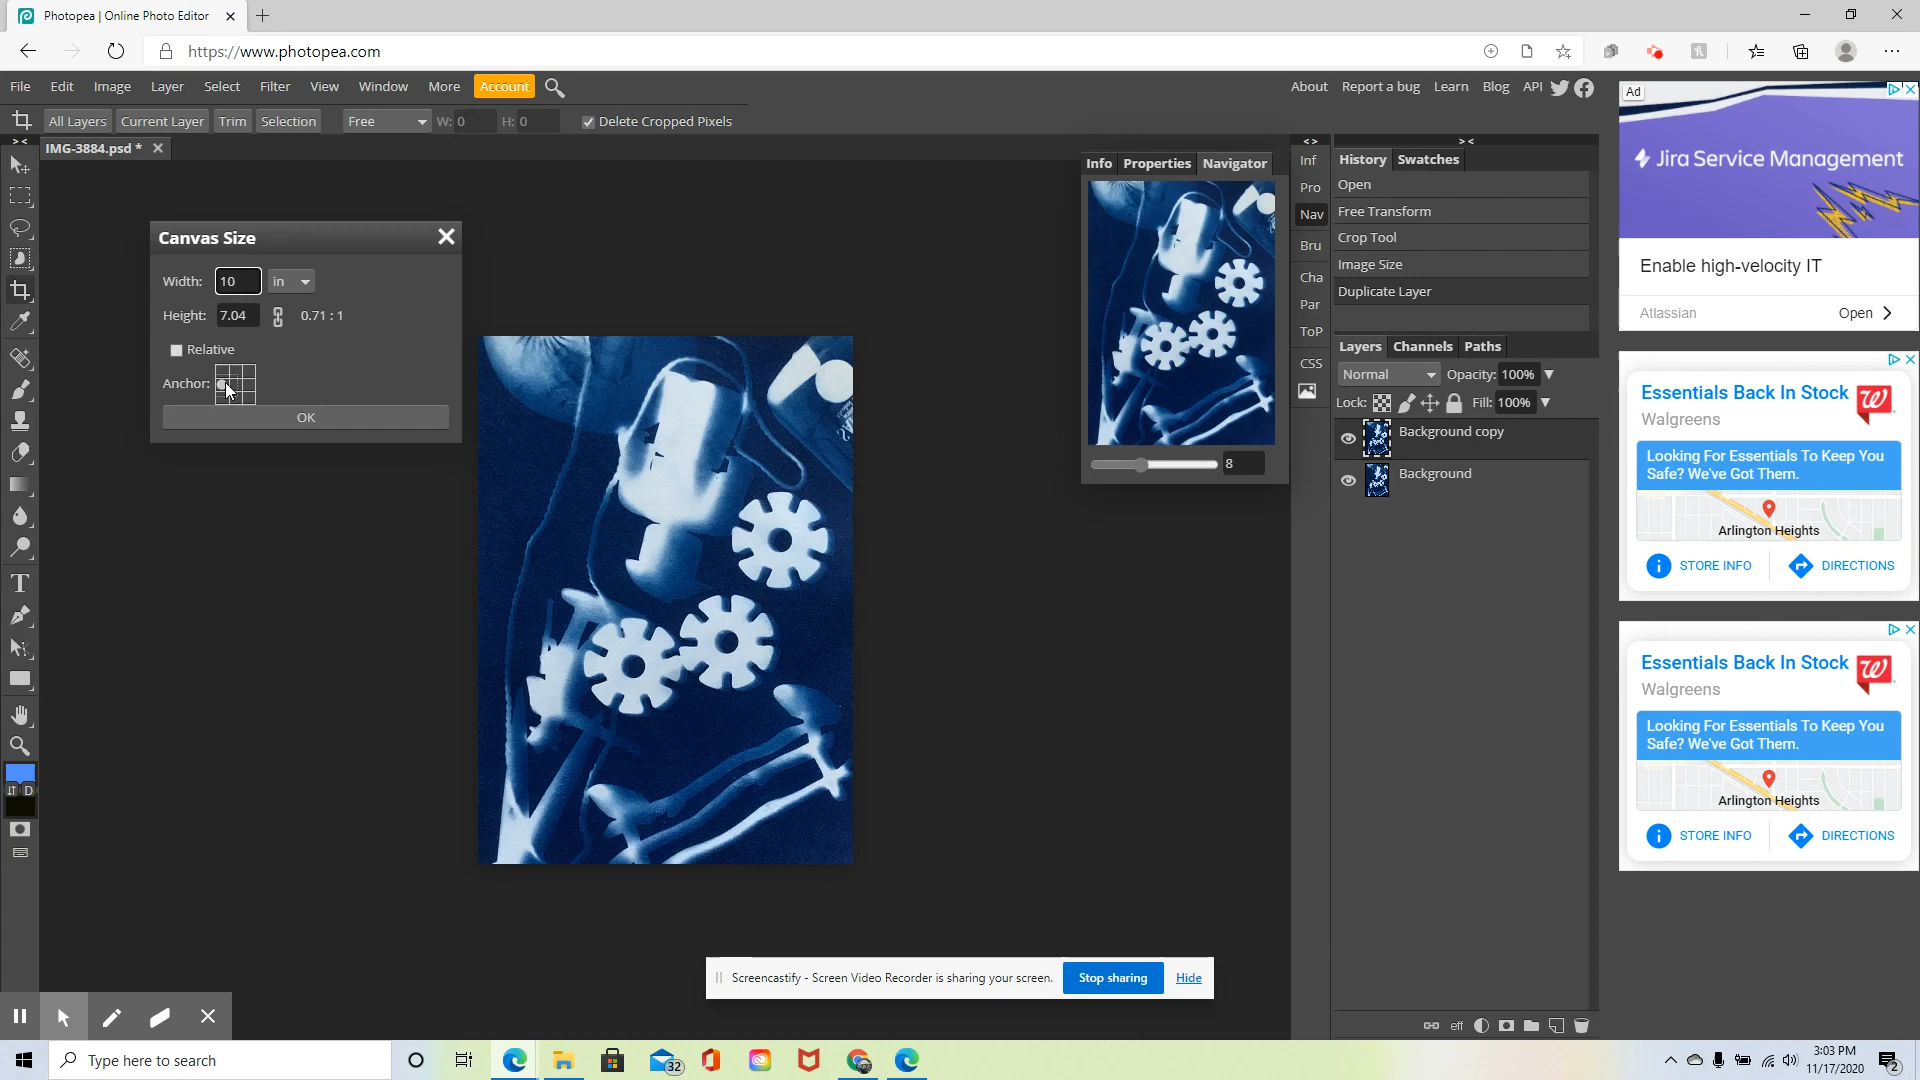 Photopea | Online Photo Editor
https://www.photopea.com
File Edit Image Layer Select Filter View Window More Account
About Report a bug Learn Blog API
All Layers Current Layer Trim Selection Free W: 0 H: 0 Delete Cropped Pixels
IMG-3884.psd *
Canvas Size
Width: 10 in
Height: 7.04 0.71 : 1
Relative
Anchor:
OK
Info Properties Navigator
8
Inf
Pro
Nav
Bru
Cha
Par
ToP
CSS
History Swatches
Open
Free Transform
Crop Tool
Image Size
Duplicate Layer
Layers Channels Paths
Normal Opacity: 100%
Lock: Fill: 100%
Background copy
Background
eff
D
Ad
Jira Service Management
Enable high-velocity IT
Atlassian Open
Essentials Back In Stock
Walgreens
Looking For Essentials To Keep You
Safe? We've Got Them.
Arlington Heights
STORE INFO DIRECTIONS
Essentials Back In Stock
Walgreens
Looking For Essentials To Keep You
Safe? We've Got Them.
Arlington Heights
STORE INFO DIRECTIONS
Screencastify - Screen Video Recorder is sharing your screen. Stop sharing Hide
Type here to search
32
3:03 PM
11/17/2020
2